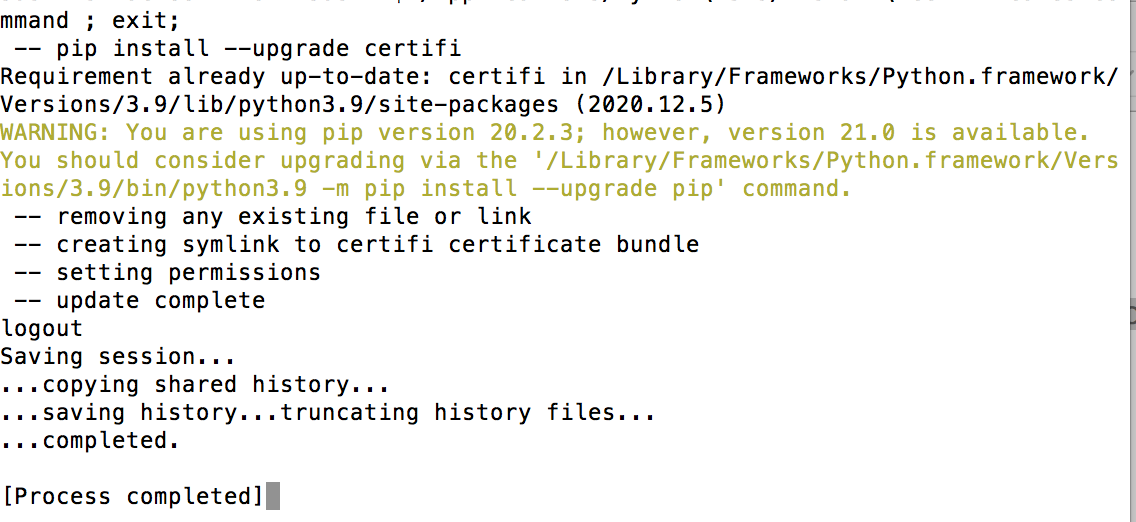 mmand ; exit;
 -- pip install --upgrade certifi
Requirement already up-to-date: certifi in /Library/Frameworks/Python.framework/
Versions/3.9/lib/python3.9/site-packages (2020.12.5)
WARNING: You are using pip version 20.2.3; however, version 21.0 is available.
You should consider upgrading via the '/Library/Frameworks/Python.framework/Vers
ions/3.9/bin/python3.9 -m pip install --upgrade pip' command.
 -- removing any existing file or link
 -- creating symlink to certifi certificate bundle
 -- setting permissions
 -- update complete
logout
Saving session...
...copying shared history...
...saving history...truncating history files...
...completed.

[Process completed]